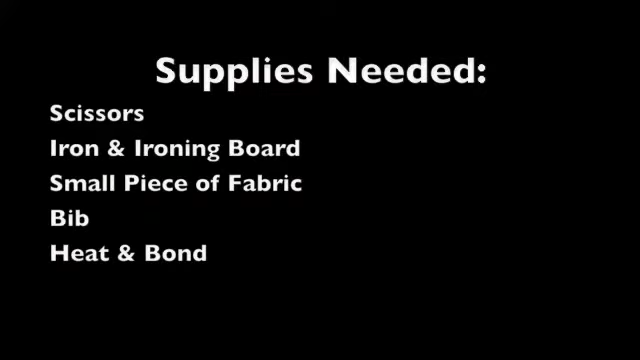 Supplies Needed:
Scissors
Iron & Ironing Board
Small Piece of Fabric
Bib
Heat & Bond